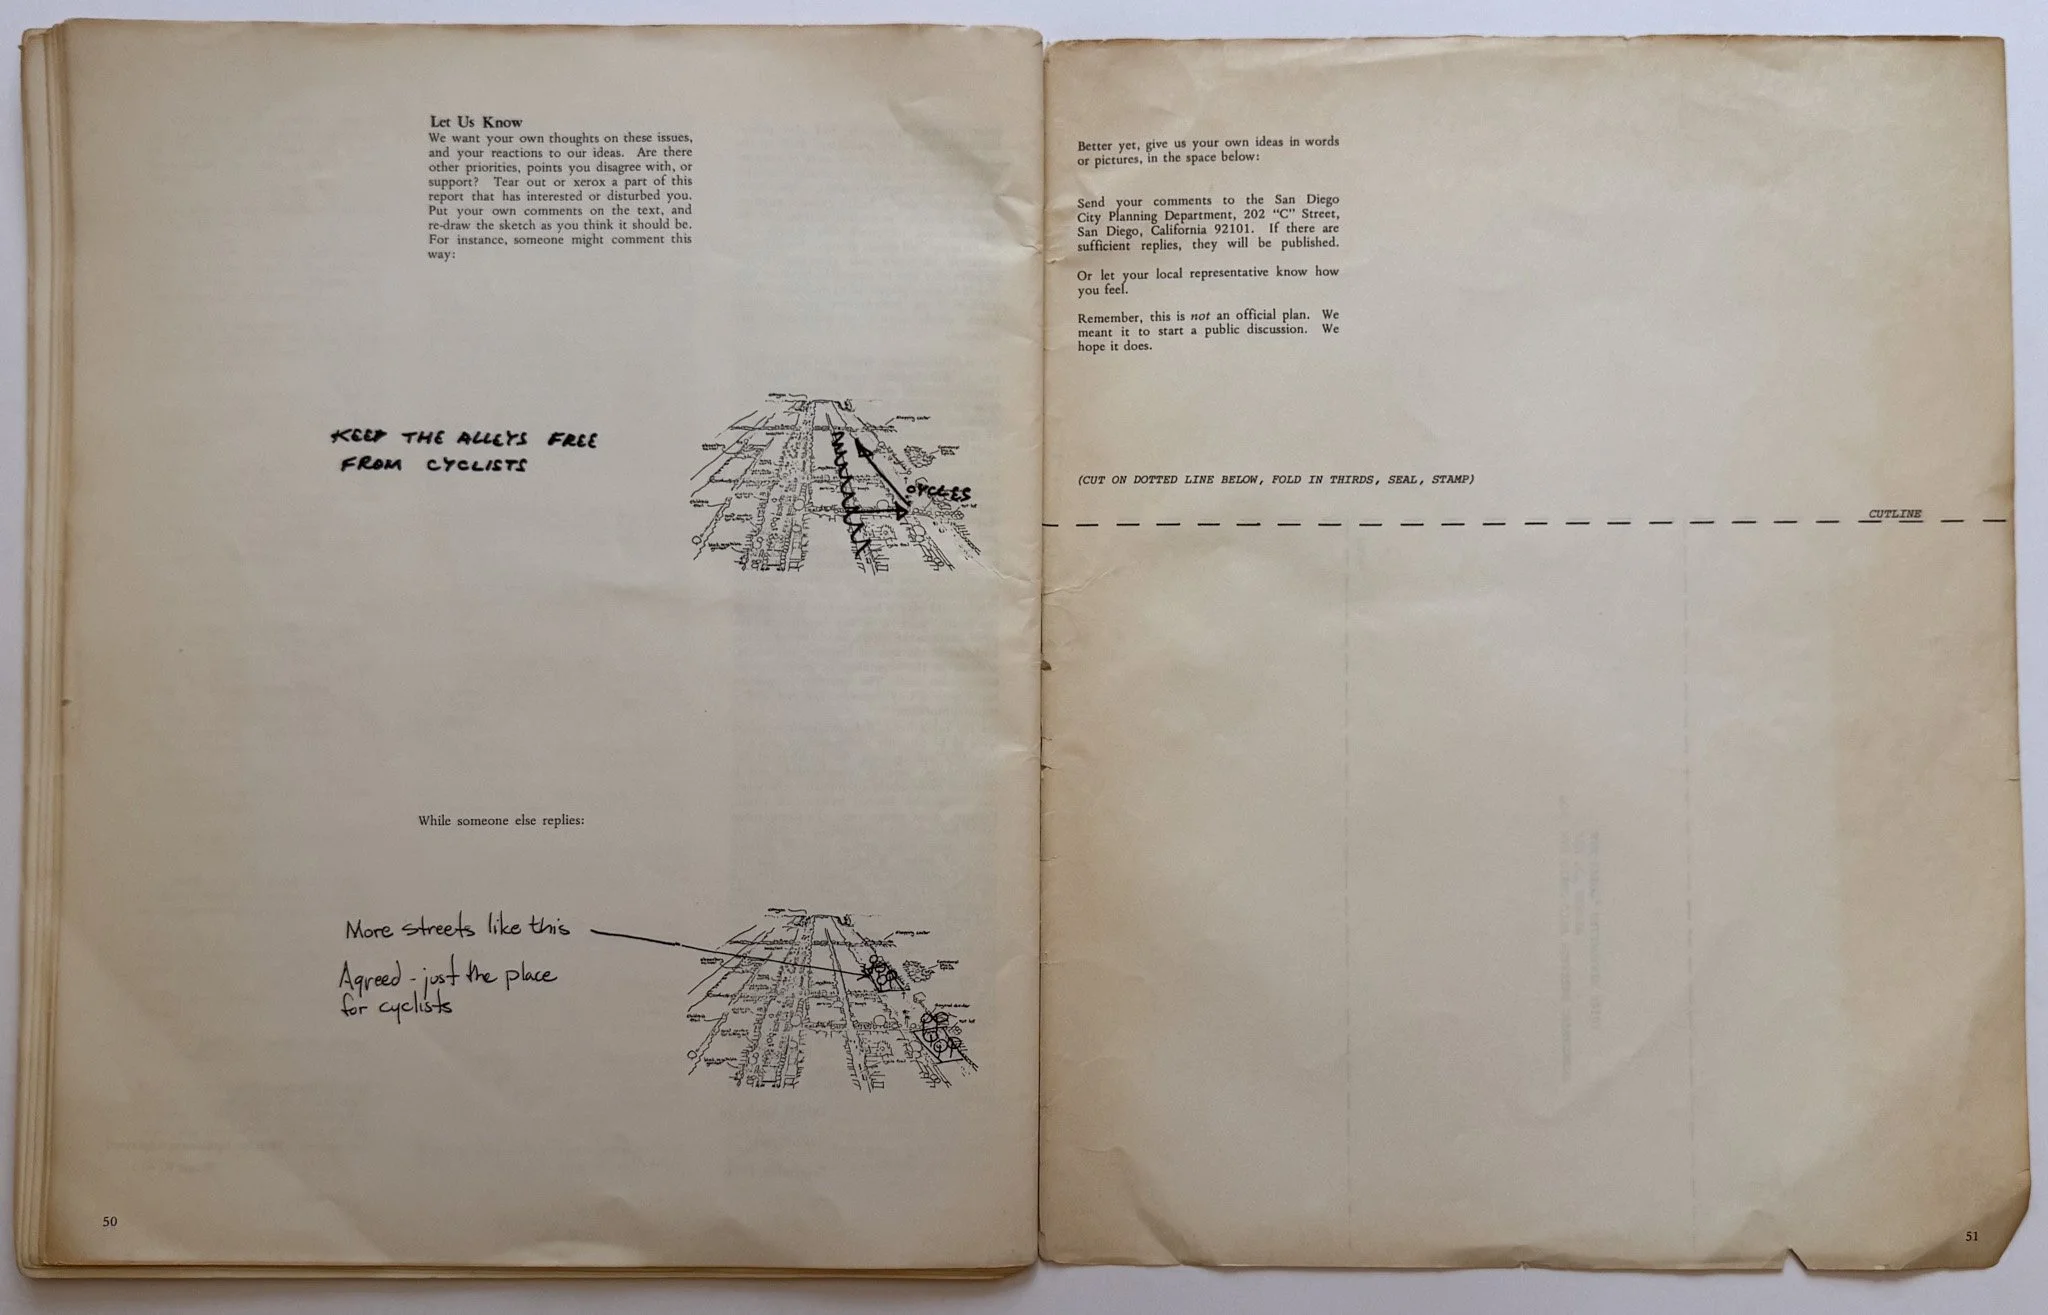 Let Us Know
We want your own thoughts on these issues,
and your reactions to our ideas. Are there
other priorities, points you disagree with, or
support? Tear out or xerox a part of this
report that has interested or disturbed you.
Put your own comments on the text, and
re-draw the sketch as you think it should be.
For instance, someone might comment this
way:
KEEP THE ALLEYS FREE
FROM CYCLISTS
CYCLES
While someone else replies:
More streets like this
Agreed - just the place
for cyclists
50
Better yet, give us your own ideas in words
or pictures, in the space below:
Send your comments to the San Diego
City Planning Department, 202 “C” Street,
San Diego, California 92101. If there are
sufficient replies, they will be published.
Or let your local representative know how
you feel.
Remember, this is not an official plan. We
meant it to start a public discussion. We
hope it does.
(CUT ON DOTTED LINE BELOW, FOLD IN THIRDS, SEAL, STAMP)
CUTLINE
51